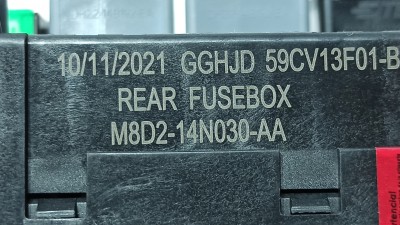 10/11/2021 GGHJD 59CV13F01-B
REAR FUSEBOX
M8D2-14N030-AA